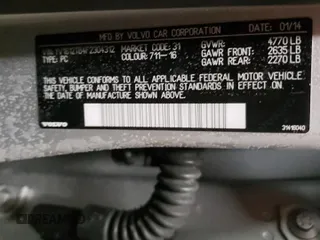 MFD. BY VOLVO CAR CORPORATION DATE: 01/14
MARKET CODE: 31 GVWR: 4770 LB
TYPE: PC COLOUR: 711-16 GAWR FRONT: 2635 LB
GAWR REAR: 2270 LB
THIS VEHICLE CONFORMS TO ALL APPLICABLE FEDERAL MOTOR VEHICLE
SAFETY, BUMPER, AND THEFT PREVENTION STANDARDS IN EFFECT ON THE
DATE OF MANUFACTURE SHOWN ABOVE.
VOLVO